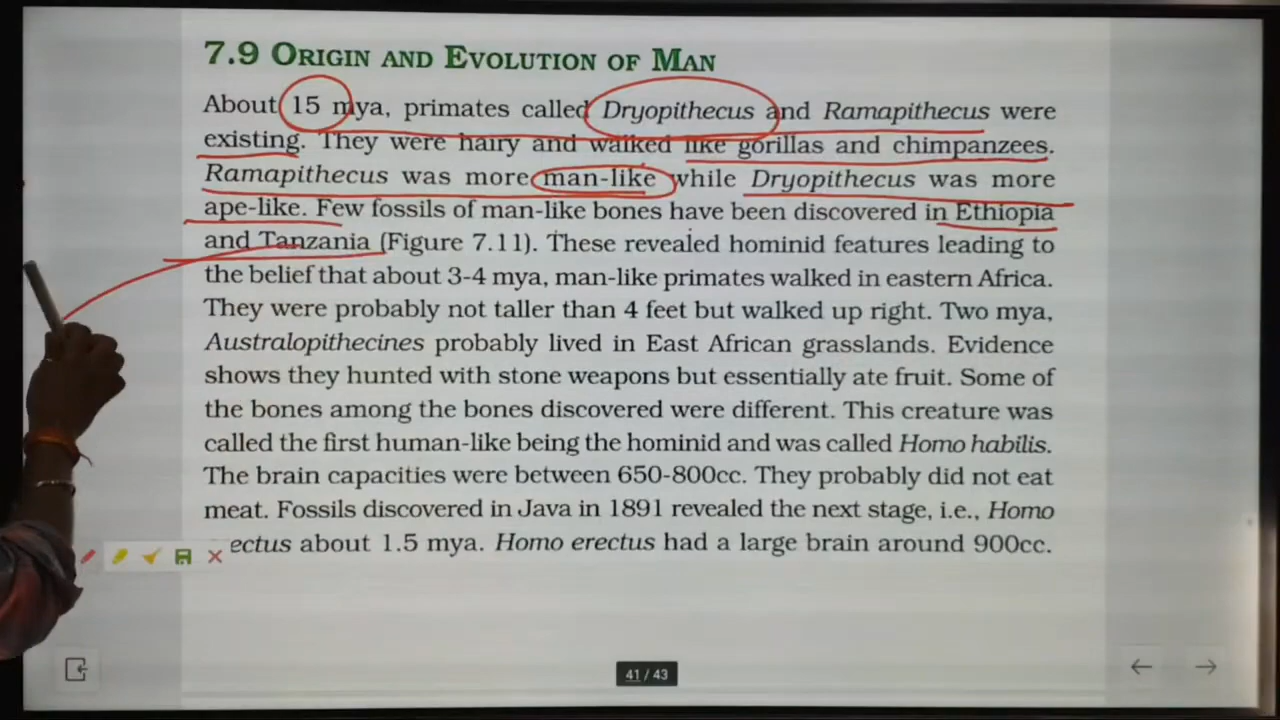 7.9 ORIGIN AND EVOLUTION OF MAN
About 15 mya, primates called Dryopithecus and Ramapithecus were
existing. They were hairy and walked like gorillas and chimpanzees.
Ramapithecus was more man-like while Dryopithecus was more
ape-like. Few fossils of man-like bones have been discovered in Ethiopia
and Tanzania (Figure 7.11). These revealed hominid features leading to
the belief that about 3-4 mya, man-like primates walked in eastern Africa.
They were probably not taller than 4 feet but walked up right. Two mya,
Australopithecines probably lived in East African grasslands. Evidence
shows they hunted with stone weapons but essentially ate fruit. Some of
the bones among the bones discovered were different. This creature was
called the first human-like being the hominid and was called Homo habilis.
The brain capacities were between 650-800cc. They probably did not eat
meat. Fossils discovered in Java in 1891 revealed the next stage, i.e., Homo
ectus about 1.5 mya. Homo erectus had a large brain around 900cc.
41 / 43